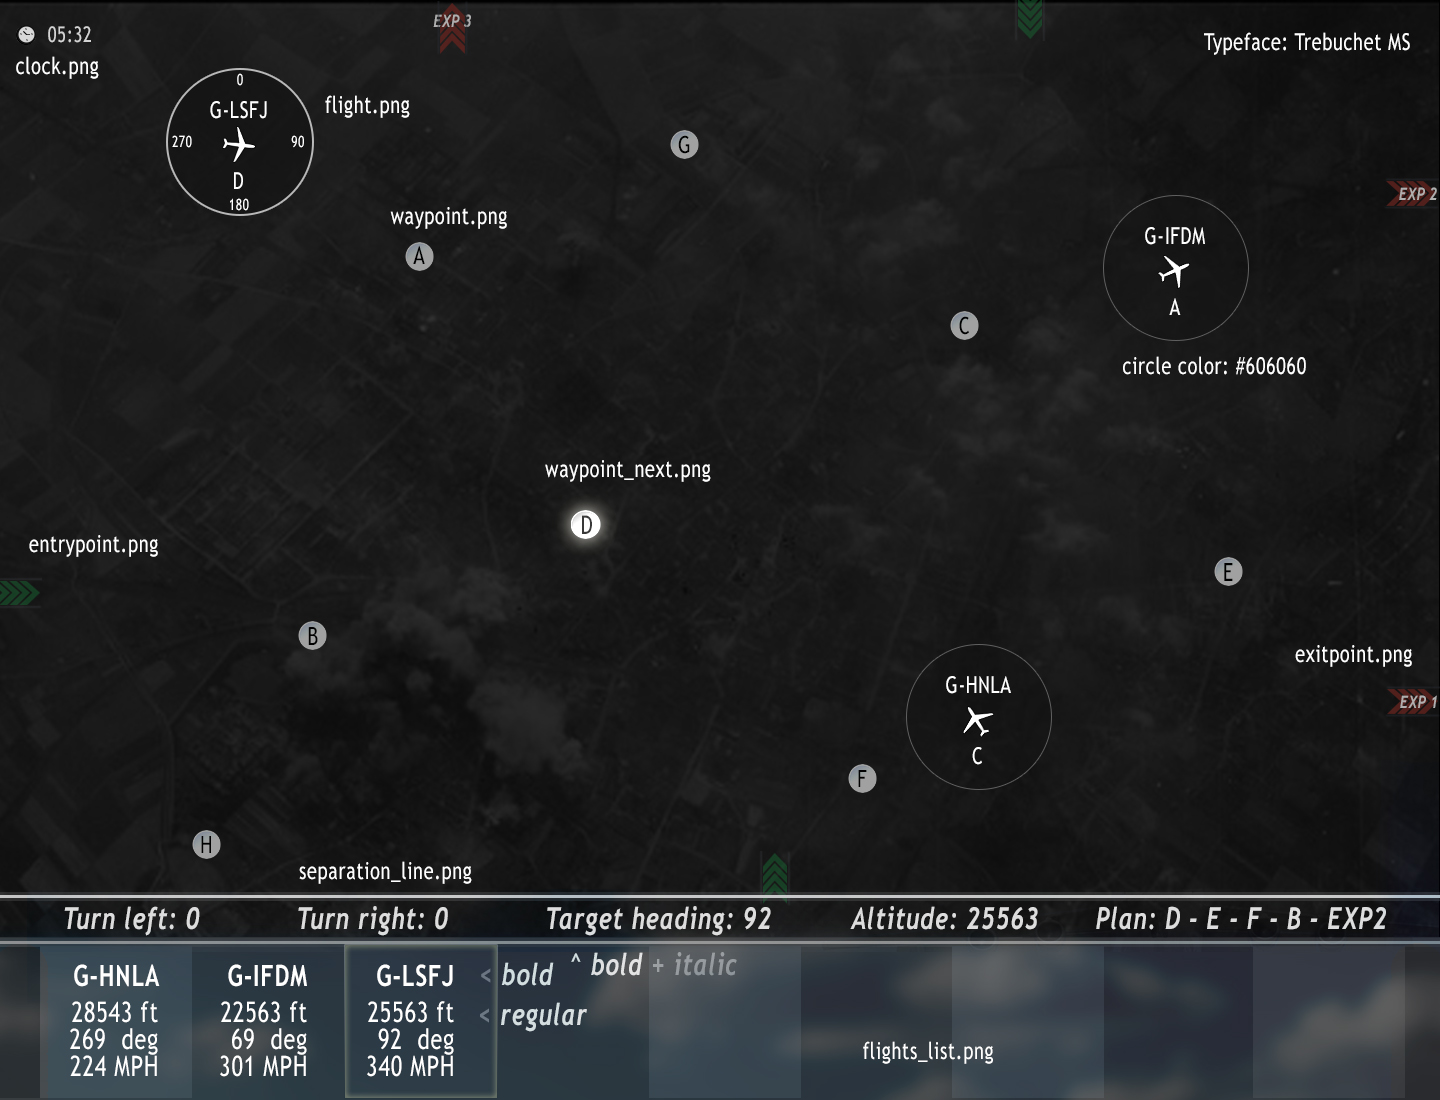 05:32
clock.png
EXP 3
Typeface: Trebuchet MS
0
G-LSFJ
270
90
D
180
flight.png
G
EXP 2
waypoint.png
A
G-IFDM
A
C
circle color: #606060
waypoint_next.png
D
entrypoint.png
E
B
exitpoint.png
G-HNLA
C
EXP 1
F
H
separation_line.png
Turn left: 0 Turn right: 0 Target heading: 92 Altitude: 25563 Plan: D - E - F - B - EXP2
G-HNLA
28543 ft
269 deg
224 MPH
G-IFDM
22563 ft
69 deg
301 MPH
G-LSFJ
25563 ft
92 deg
340 MPH
< bold
^ bold + italic
< regular
flights_list.png